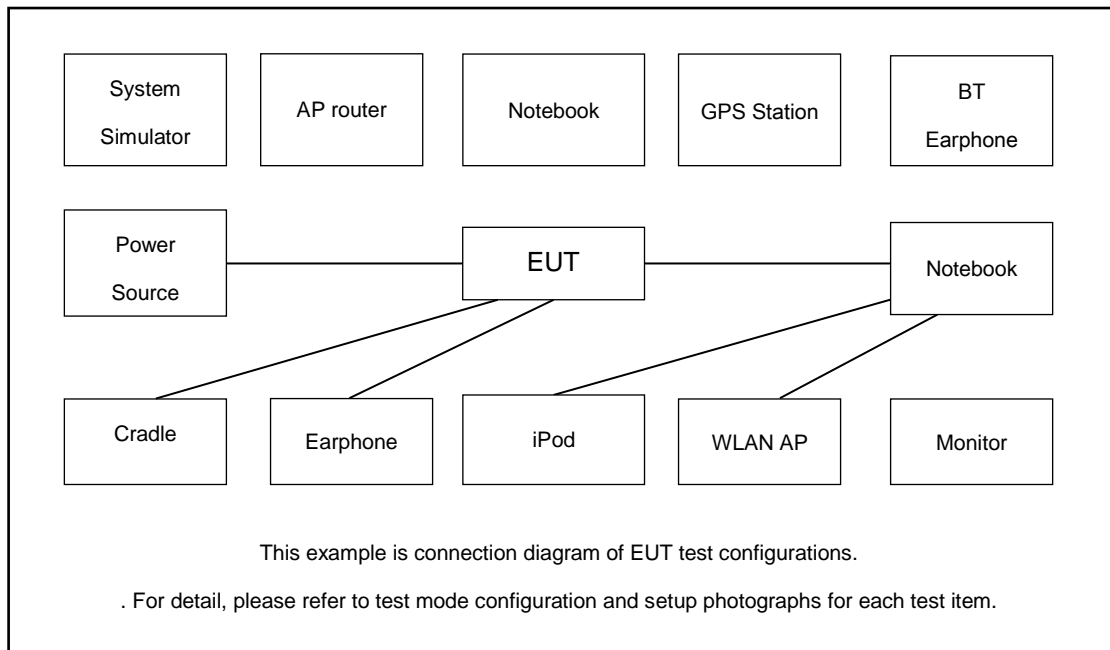 System
Simulator
AP router
Notebook
GPS Station
BT
Earphone
Power
Source
EUT
Notebook
Cradle
Earphone
iPod
WLAN AP
Monitor
This example is connection diagram of EUT test configurations.
. For detail, please refer to test mode configuration and setup photographs for each test item.